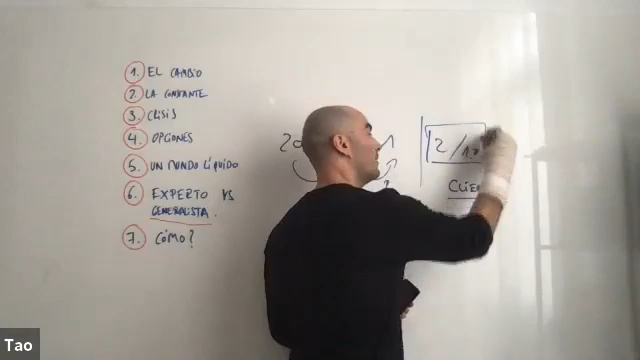 1. EL CAMBIO
2. LA CONSTANTE
3. CRISIS
4. OPCIONES
5. UN MUNDO LÍQUIDO
6. EXPERTO VS
GENERALISTA.
7. CÓMO?
Tao